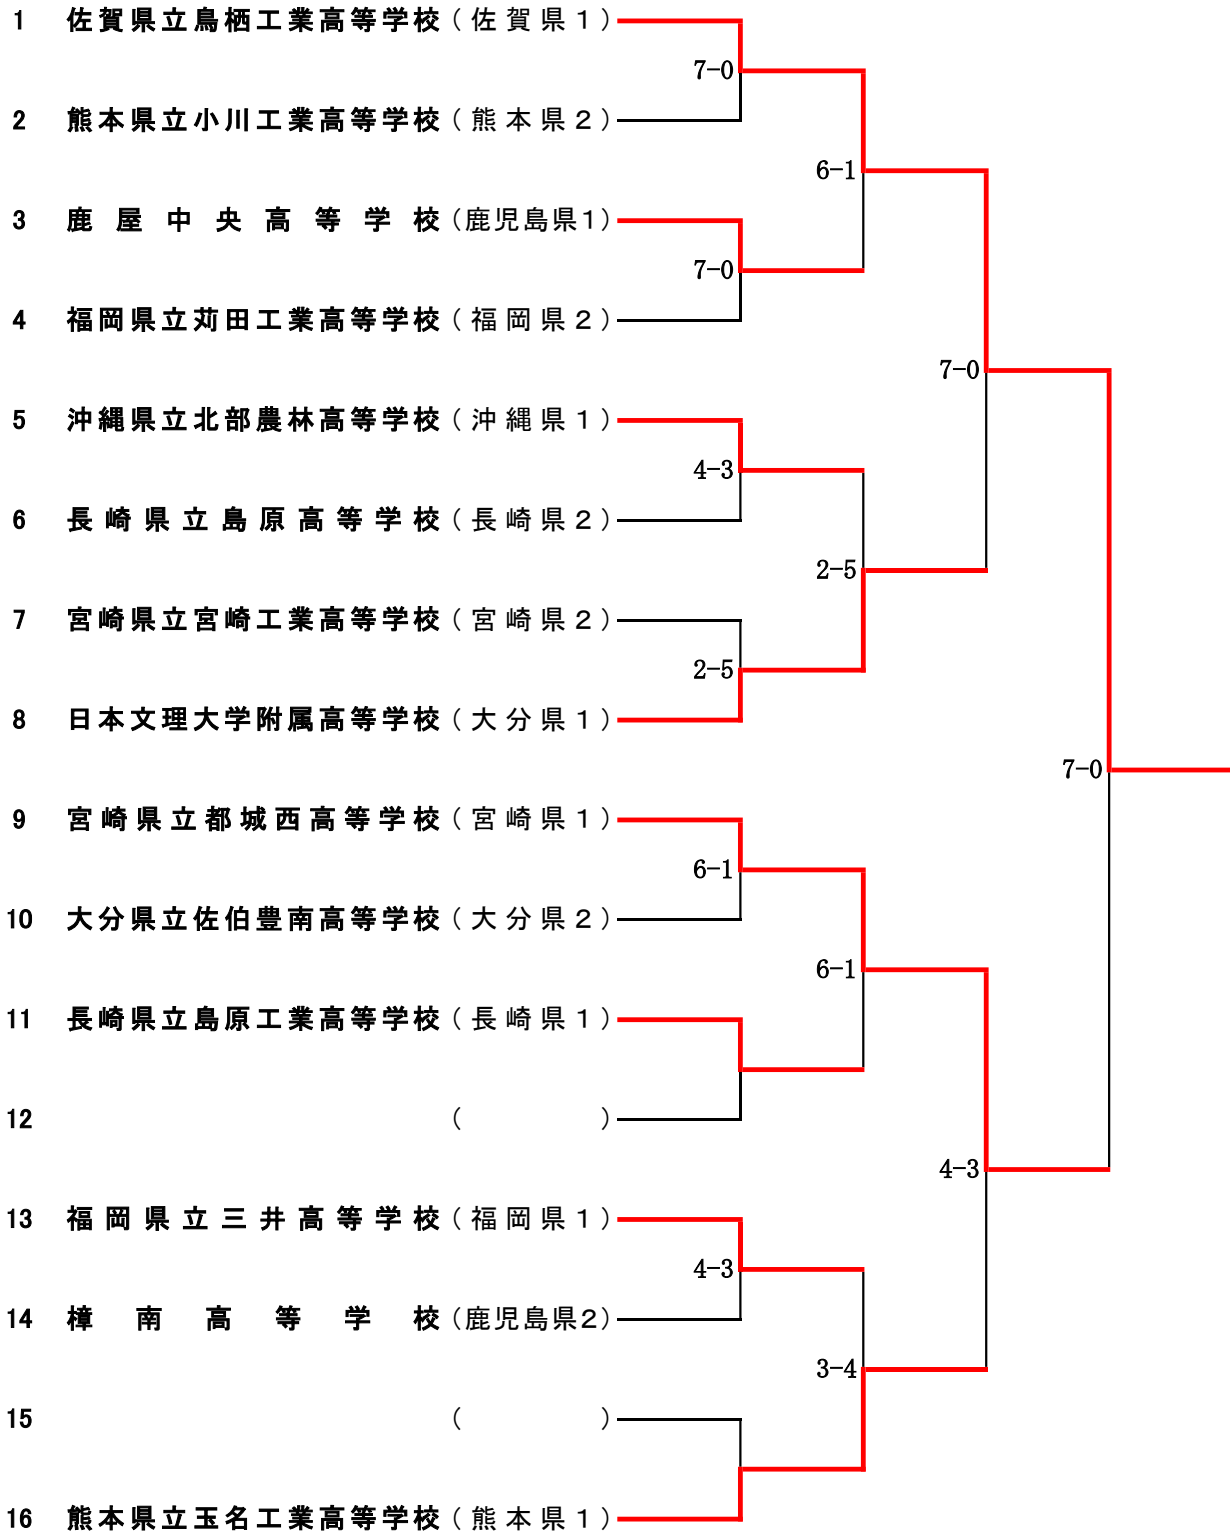 1 佐賀県立鳥栖工業高等学校 (佐賀県1)
7-0
2 熊本県立小川工業高等学校 (熊本県2)
6-1
3 鹿屋中央高等学校 (鹿児島県1)
7-0
4 福岡県立苅田工業高等学校 (福岡県2)
7-0
5 沖縄県立北部農林高等学校 (沖縄県1)
4-3
6 長崎県立島原高等学校 (長崎県2)
2-5
7 宮崎県立宮崎工業高等学校 (宮崎県2)
2-5
8 日本文理大学附属高等学校 (大分県1)
7-0
9 宮崎県立都城西高等学校 (宮崎県1)
6-1
10 大分県立佐伯豊南高等学校 (大分県2)
6-1
11 長崎県立島原工業高等学校 (長崎県1)
12 ( )
4-3
13 福岡県立三井高等学校 (福岡県1)
4-3
14 樟南高等学校 (鹿児島県2)
3-4
15 ( )
16 熊本県立玉名工業高等学校 (熊本県1)